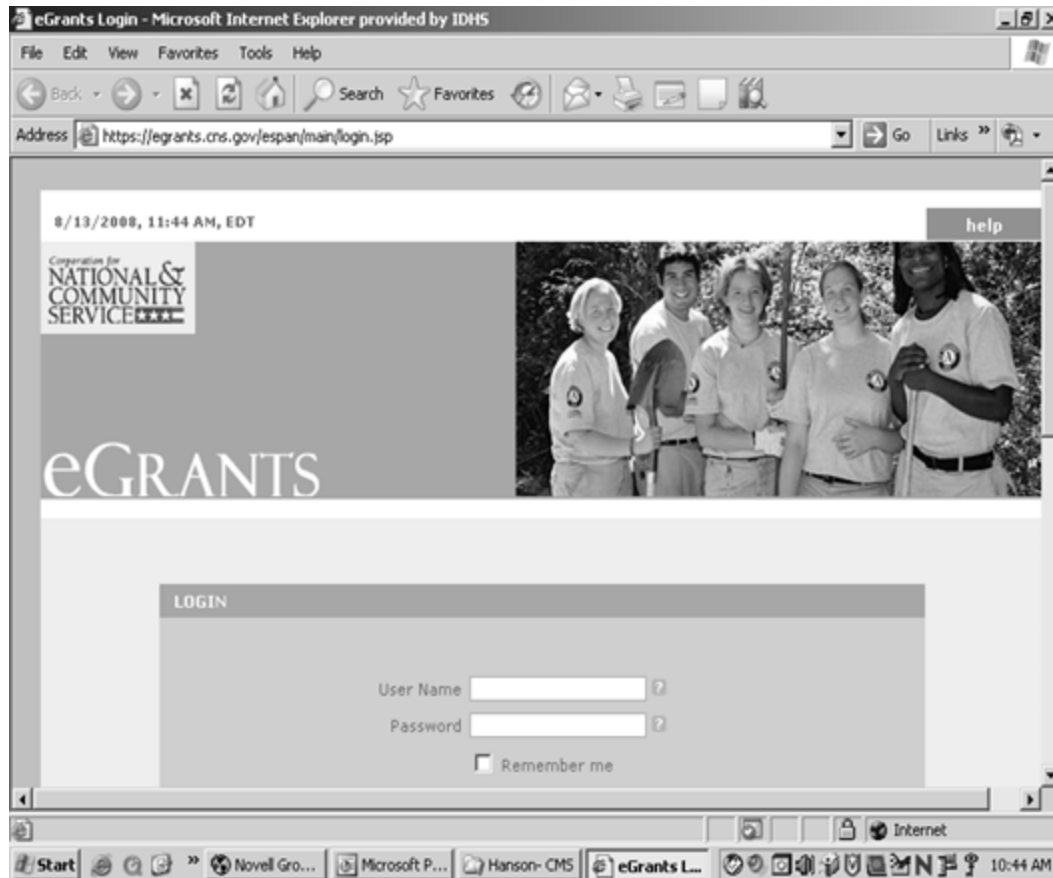 eGrants Login - Microsoft Internet Explorer provided by IDHS
File Edit View Favorites Tools Help
Back Search Favorites
Address https://egrants.cns.gov/espan/main/login.jsp Go Links »
8/13/2008, 11:44 AM, EDT
help
Corporation for
NATIONAL &
COMMUNITY
SERVICE
eGRANTS
LOGIN
User Name ?
Password ?
Remember me
Internet
Start » Novell Gro... Microsoft P... Hanson- CMS eGrants L... 10:44 AM